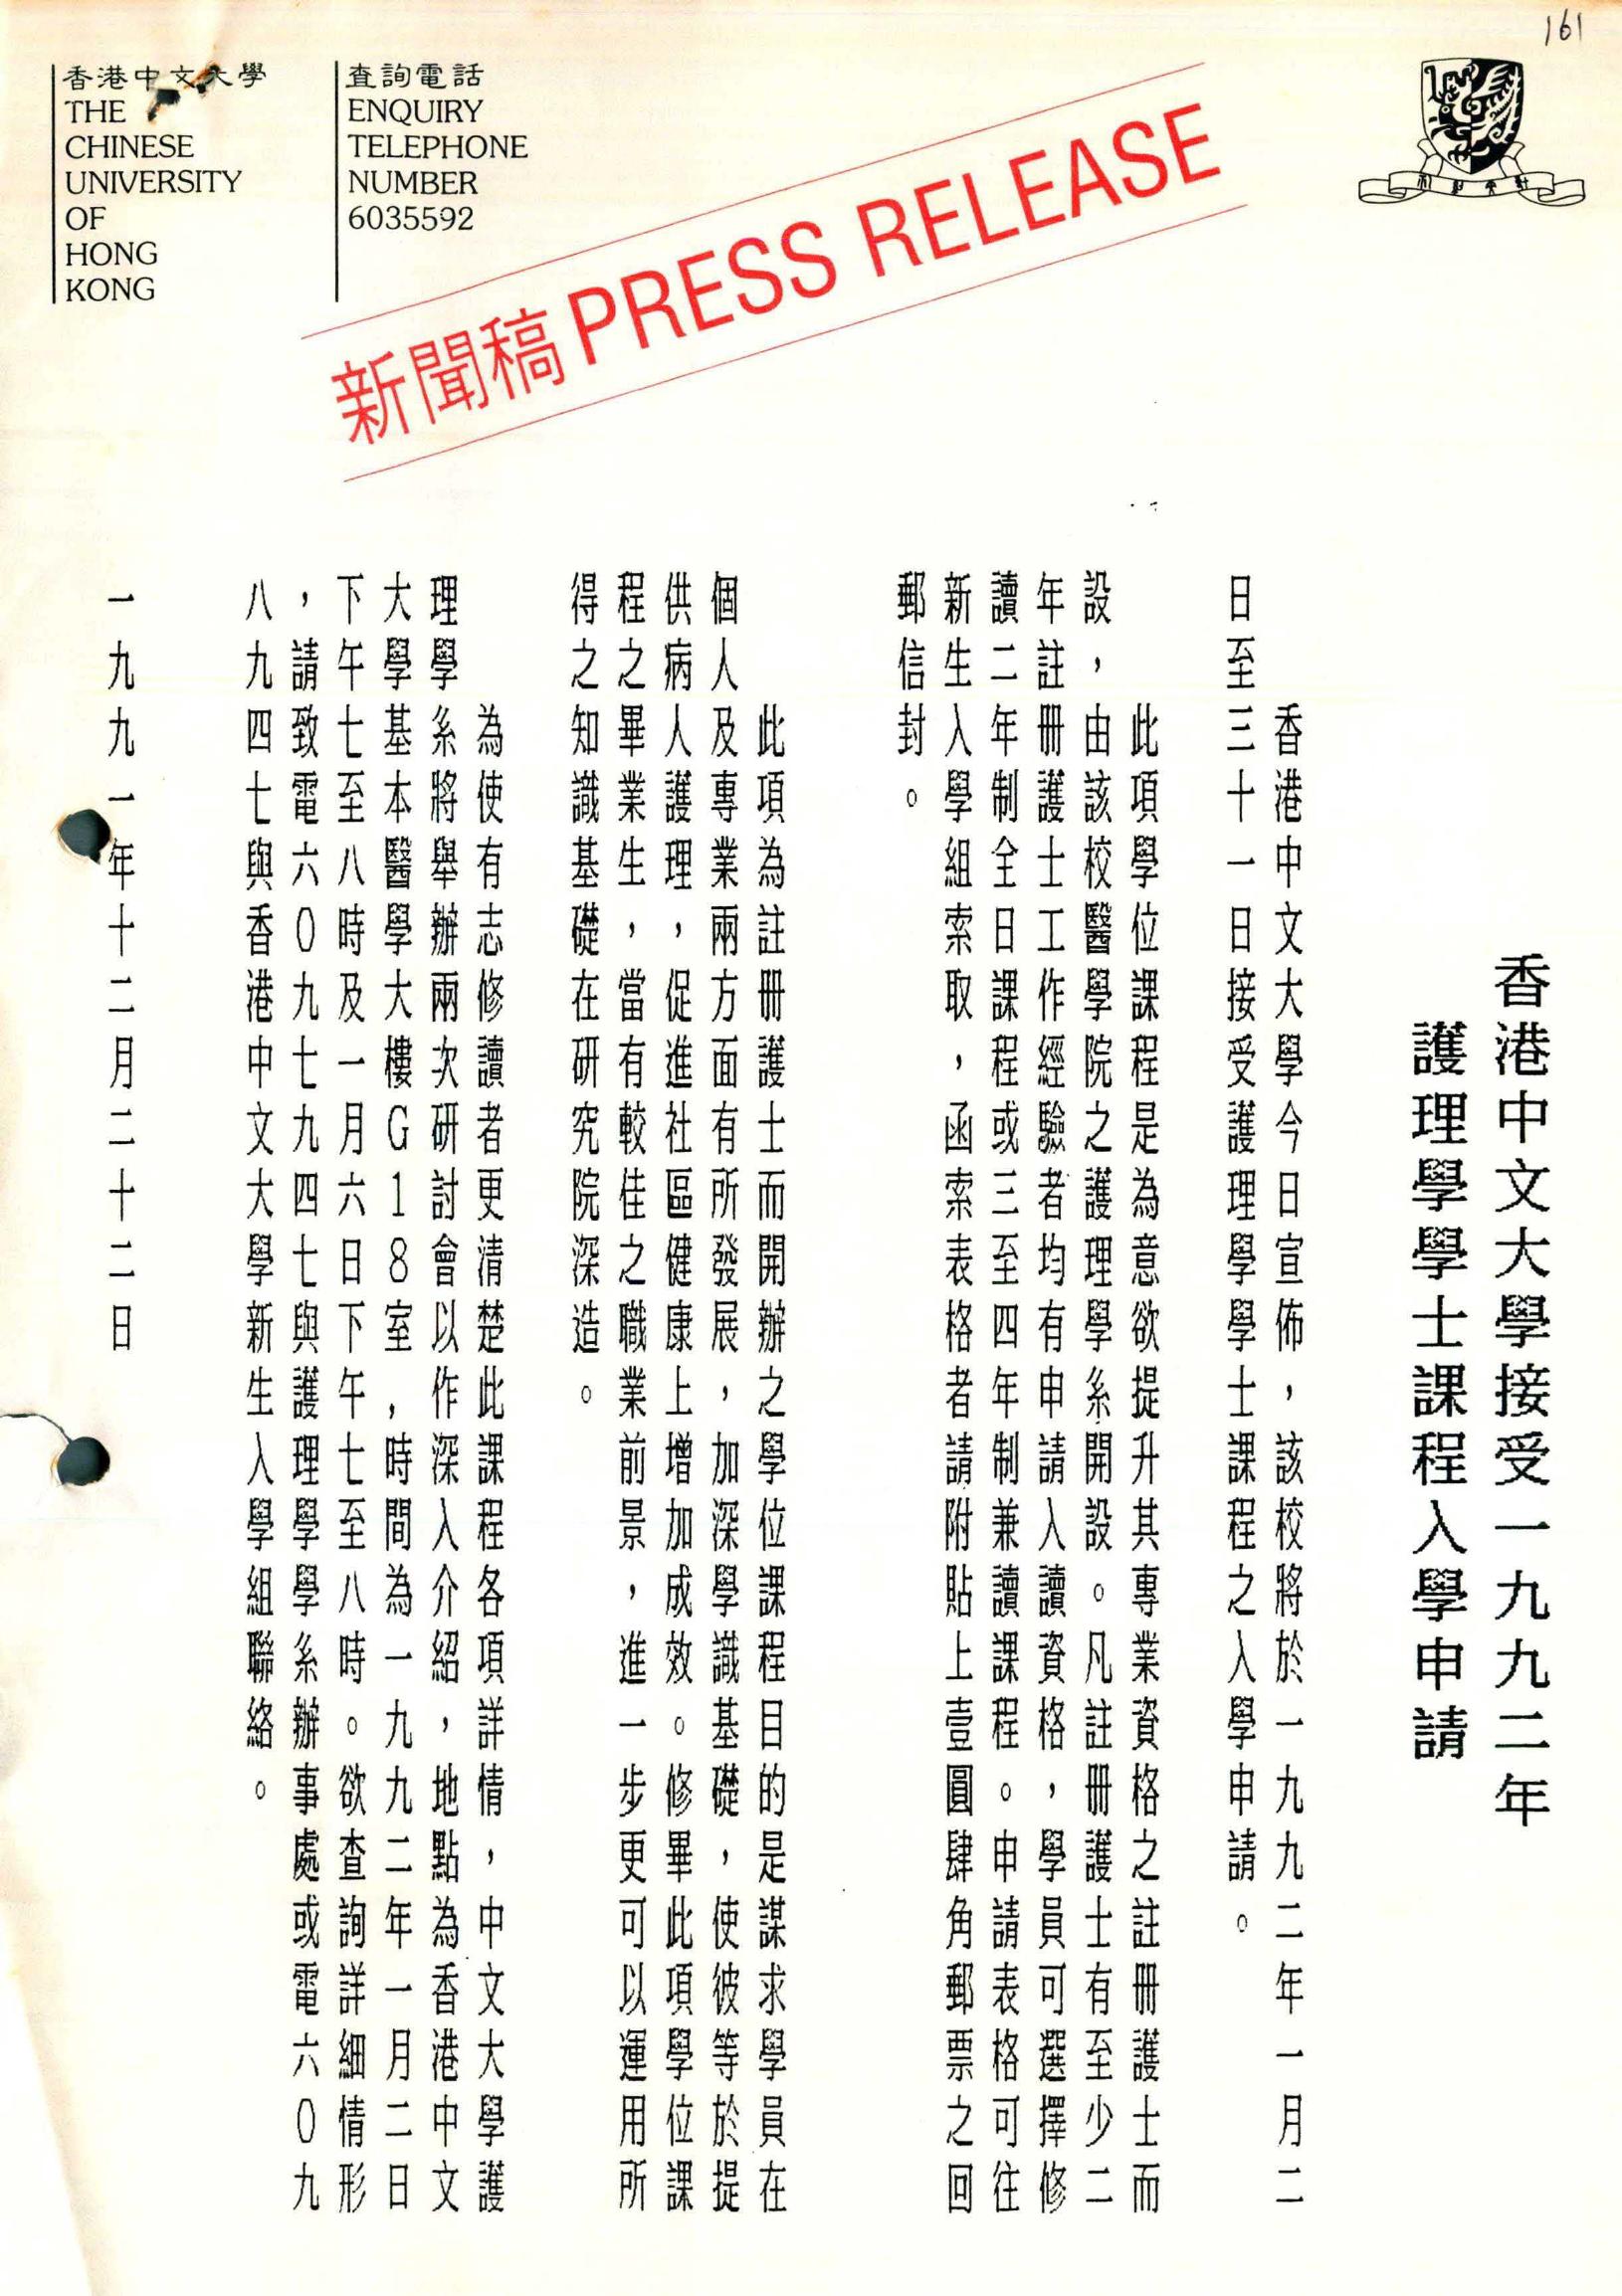 161
香港中文大學
THE
CHINESE
UNIVERSITY
OF
HONG
KONG
查詢電話
ENQUIRY
TELEPHONE
NUMBER
6035592
新聞稿 PRESS RELEASE
香港中文大學接受一九九二年
護理學學士課程入學申請
香港中文大學今日宣佈，該校將於一九九二年一月二
日至三十一日接受護理學學士課程之入學申請。
此項學位課程是為意欲提升其專業資格之註冊護士而
設，由該校醫學院之護理學系開設。凡註冊護士有至少二
年註冊護士工作經驗者均有申請入讀資格，學員可選擇修
讀二年制全日課程或三至四年制兼讀課程。申請表格可往
新生入學組索取，函索表格者請附貼上壹圓肆角郵票之回
郵信封。
此項為註冊護士而開辦之學位課程目的是謀求學員在
個人及專業兩方面有所發展，加深學識基礎，使彼等於提
供病人護理，促進社區健康上增加成效。修畢此項學位課
程之畢業生，當有較佳之職業前景，進一步更可以運用所
得之知識基礎在研究院深造。
為使有志修讀者更清楚此課程各項詳情，中文大學護
理學系將舉辦兩次研討會以作深入介紹，地點為香港中文
大學基本醫學大樓G18室，時間為一九九二年一月二日
下午七至八時及一月六日下午七至八時。欲查詢詳細情形
，請致電六０九七九四七與護理學學系辦事處或電六０九
八九四七與香港中文大學新生入學組聯絡。
一九九一年十二月二十二日